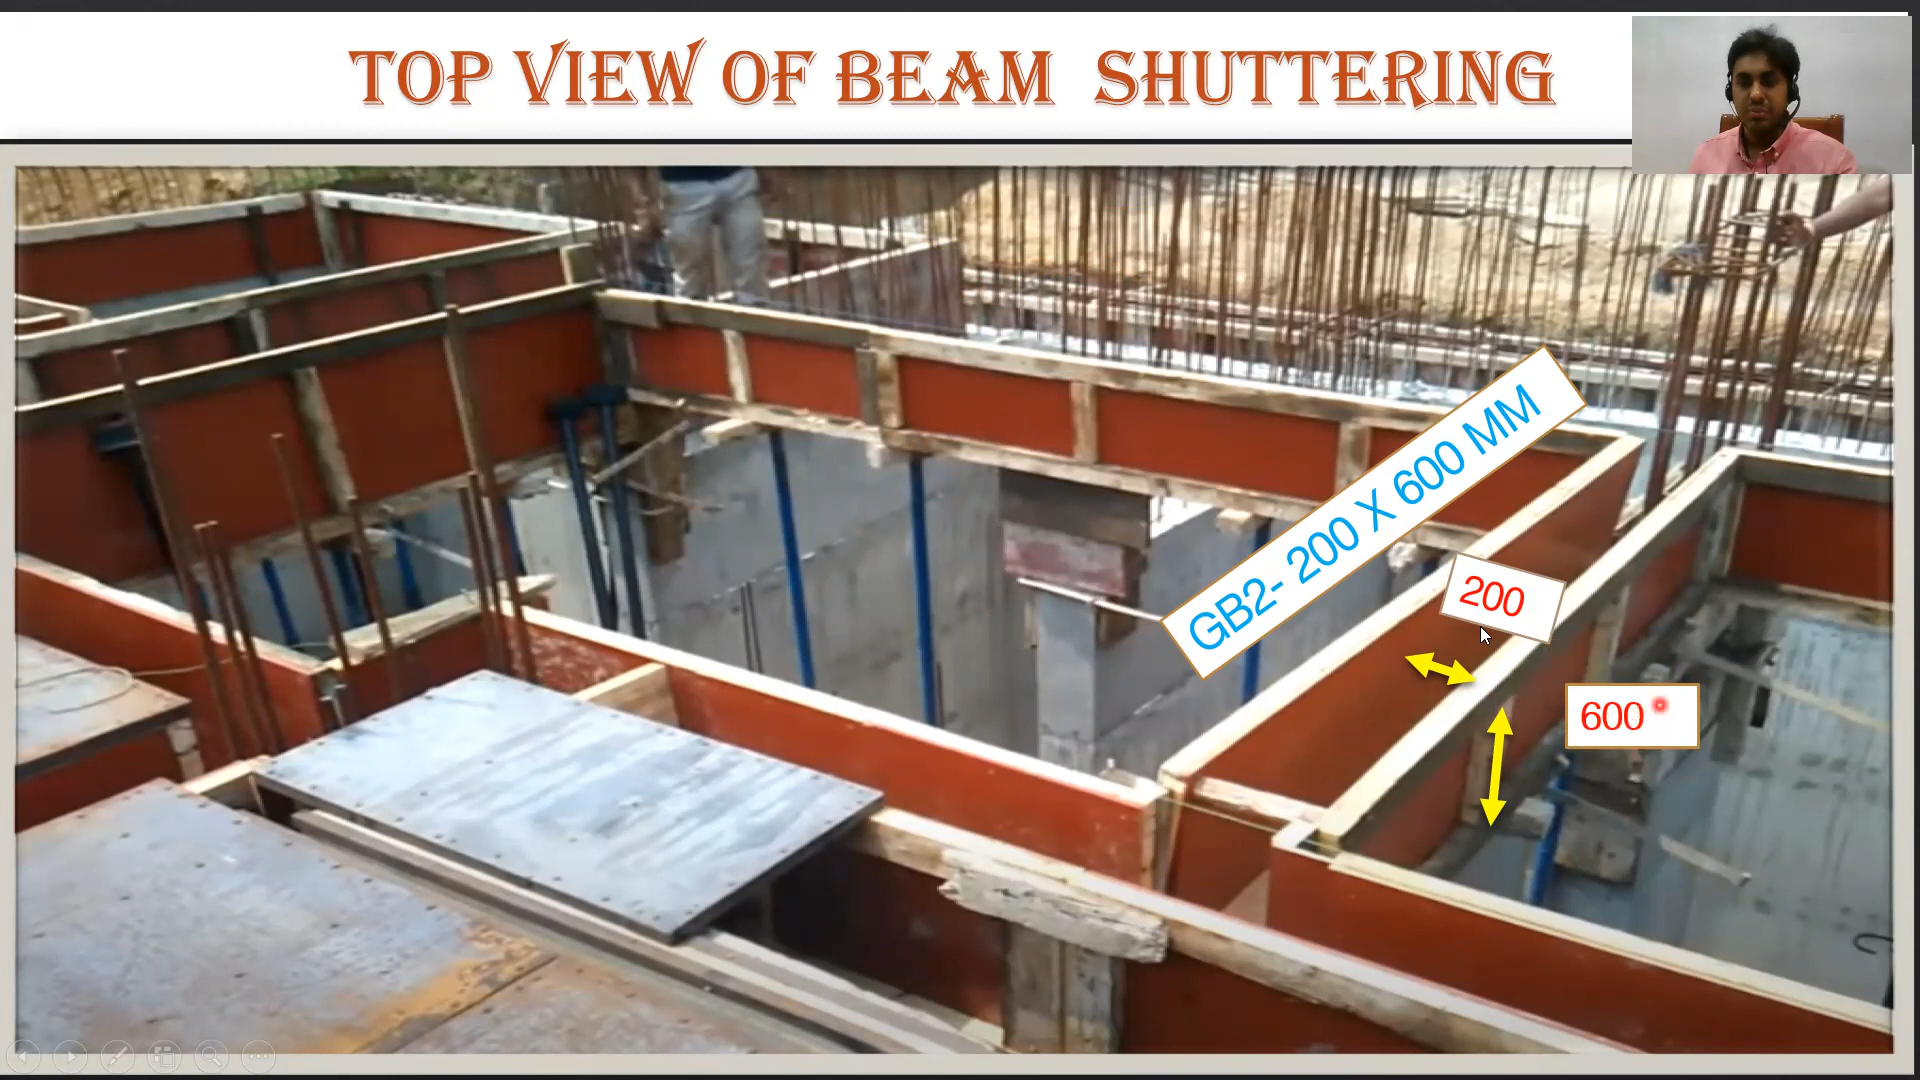 TOP VIEW OF BEAM SHUTTERING
GB2- 200 X 600 MM
200
600